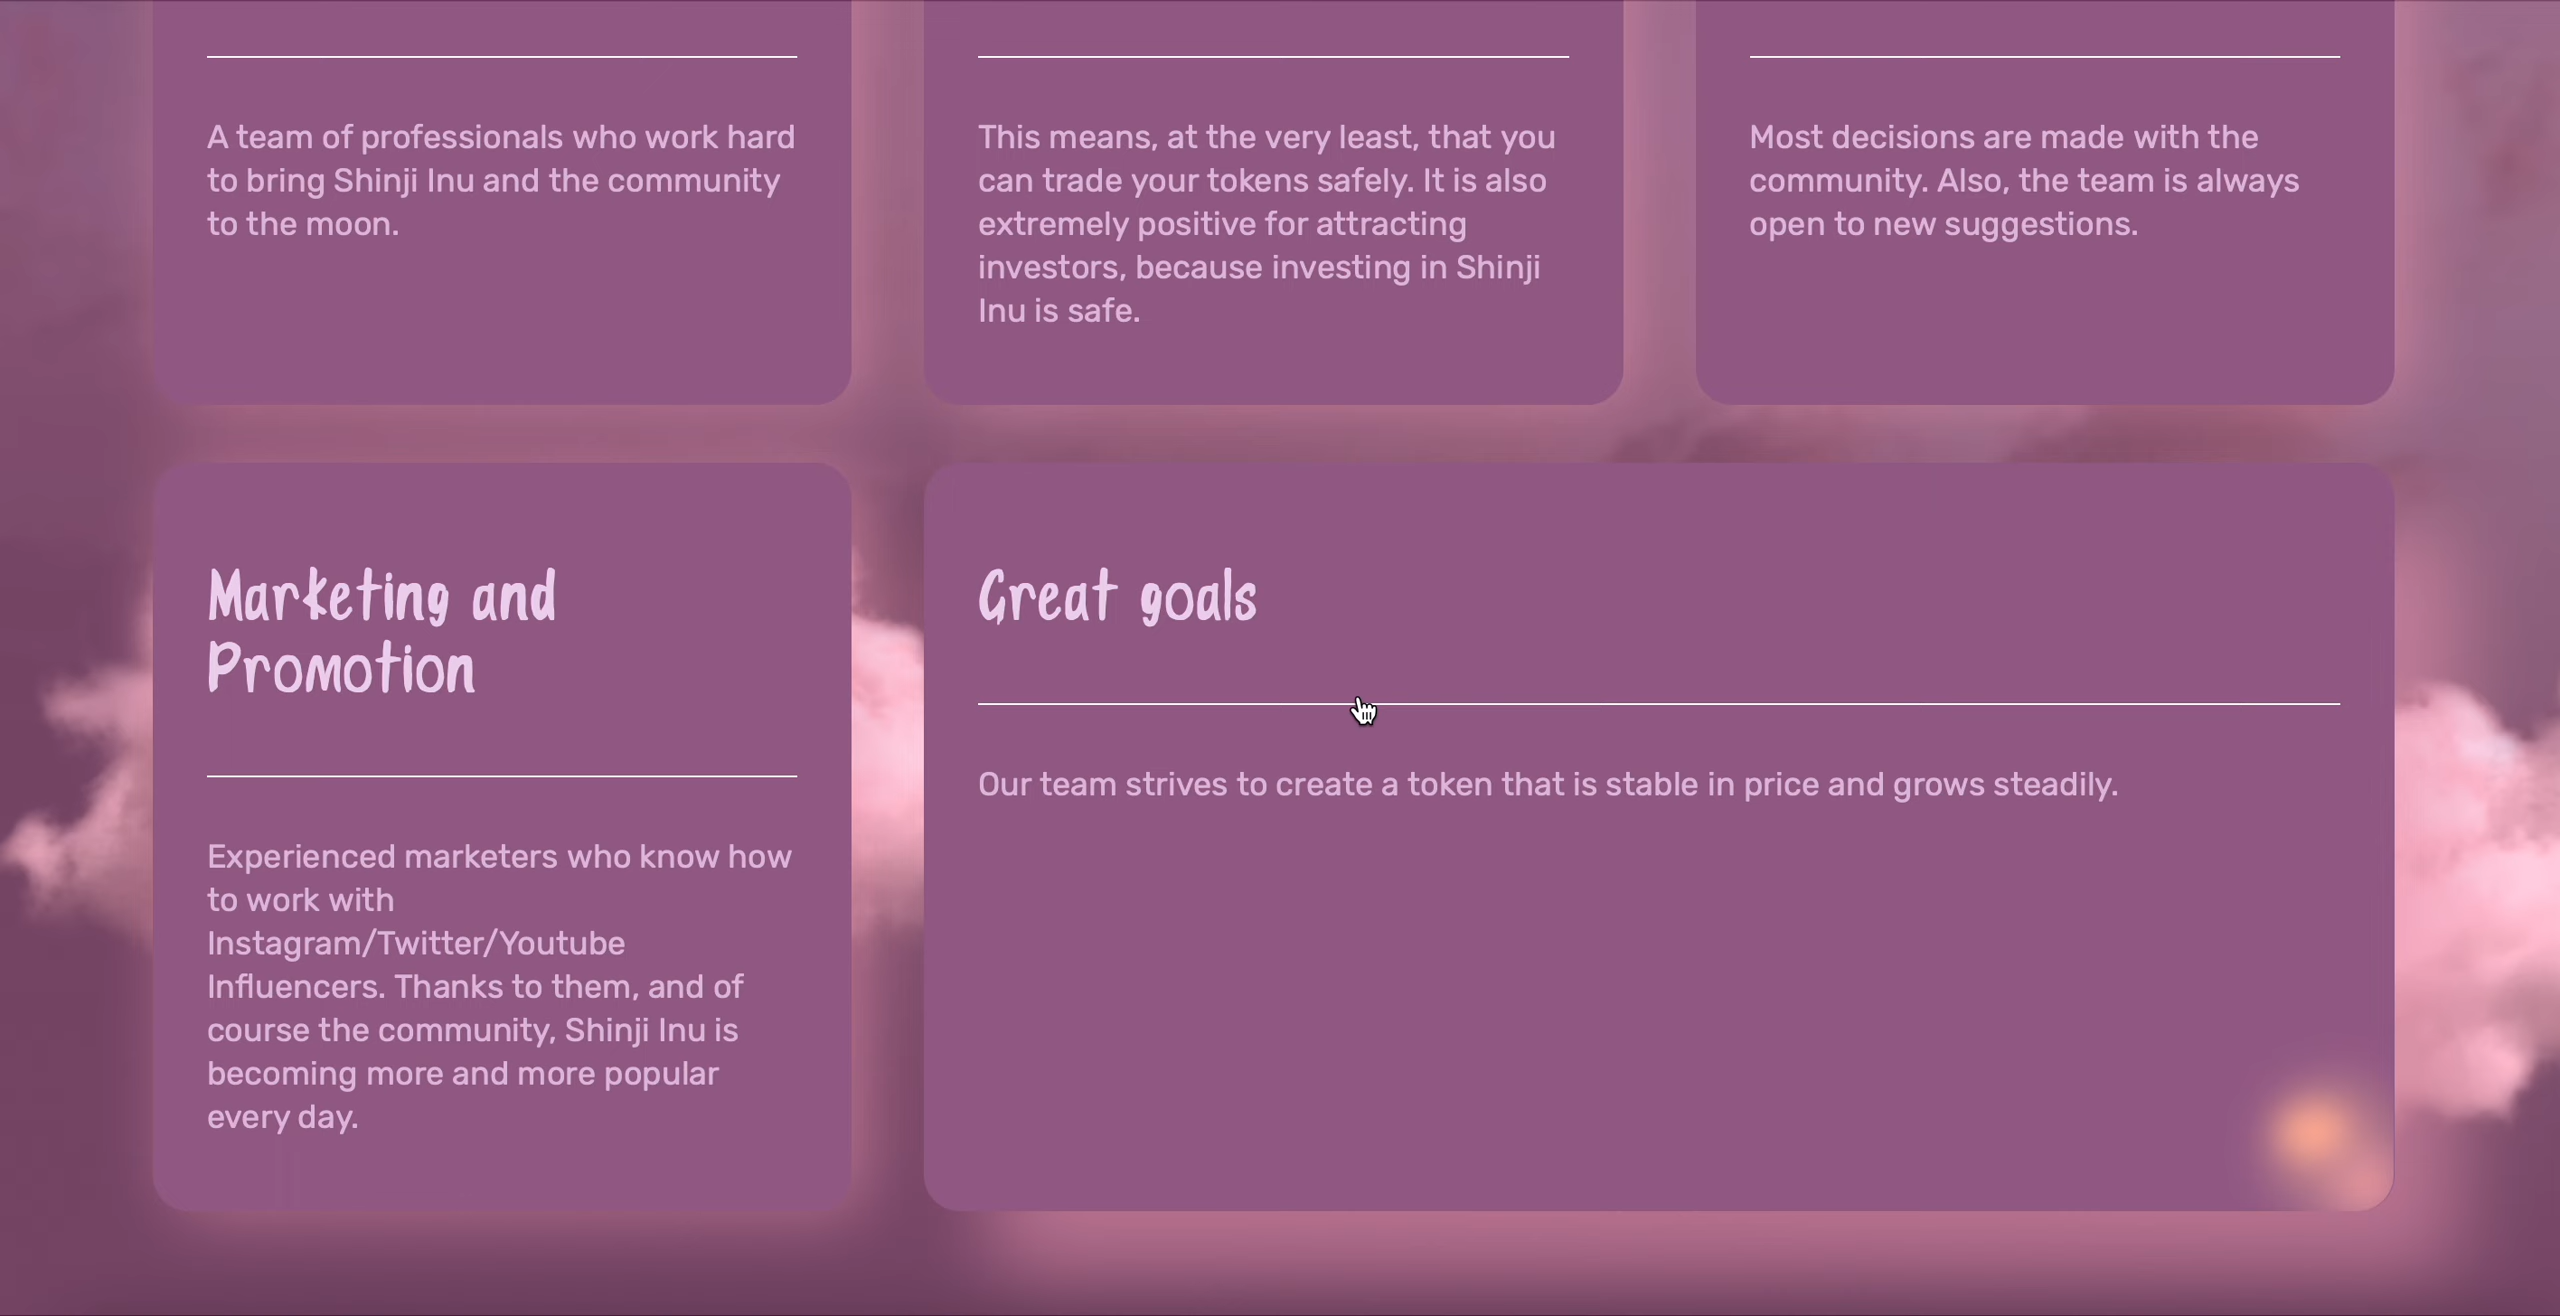 A team of professionals who work hard
to bring Shinji Inu and the community
to the moon.
This means, at the very least, that you
can trade your tokens safely. It is also
extremely positive for attracting
investors, because investing in Shinji
Inu is safe.
Most decisions are made with the
community. Also, the team is always
open to new suggestions.
Marketing and
Promotion
Experienced marketers who know how
to work with
Instagram/Twitter/Youtube
Influencers. Thanks to them, and of
course the community, Shinji Inu is
becoming more and more popular
every day.
Great goals
Our team strives to create a token that is stable in price and grows steadily.